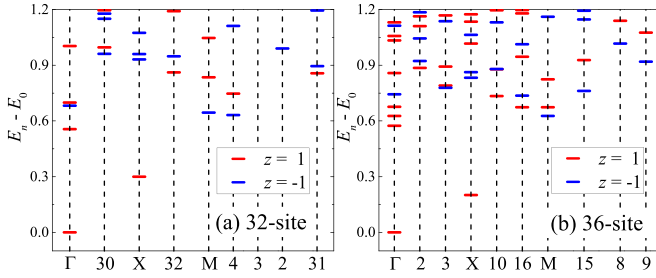 1.2
0.9
0.6
0.3
0.0
Eₙ - E₀
z = 1
z = -1
(a) 32-site
Γ 30 X 32 M 4 3 2 31
1.2
0.9
0.6
0.3
0.0
Eₙ - E₀
z = 1
z = -1
(b) 36-site
Γ 2 3 X 10 16 M 15 8 9